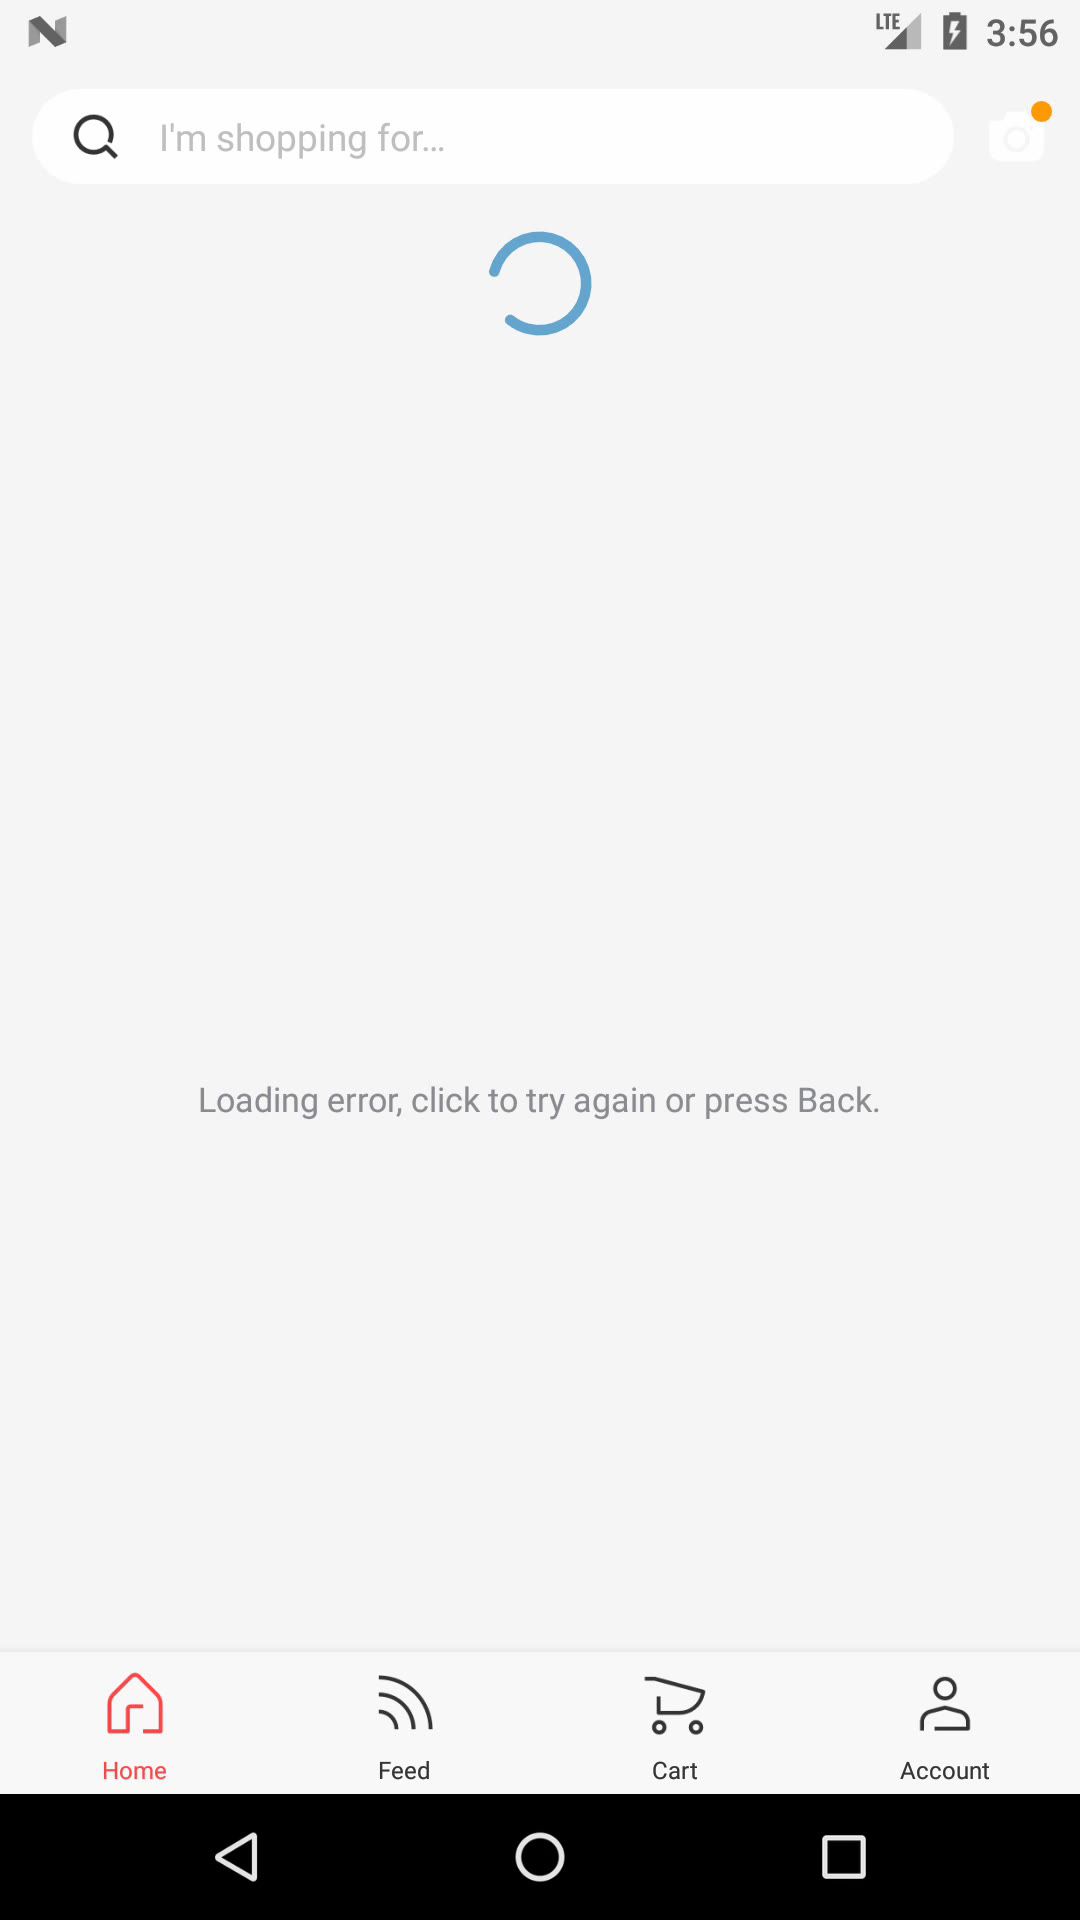 LTE 3:56
I'm shopping for...
Loading error, click to try again or press Back.
Home Feed Cart Account